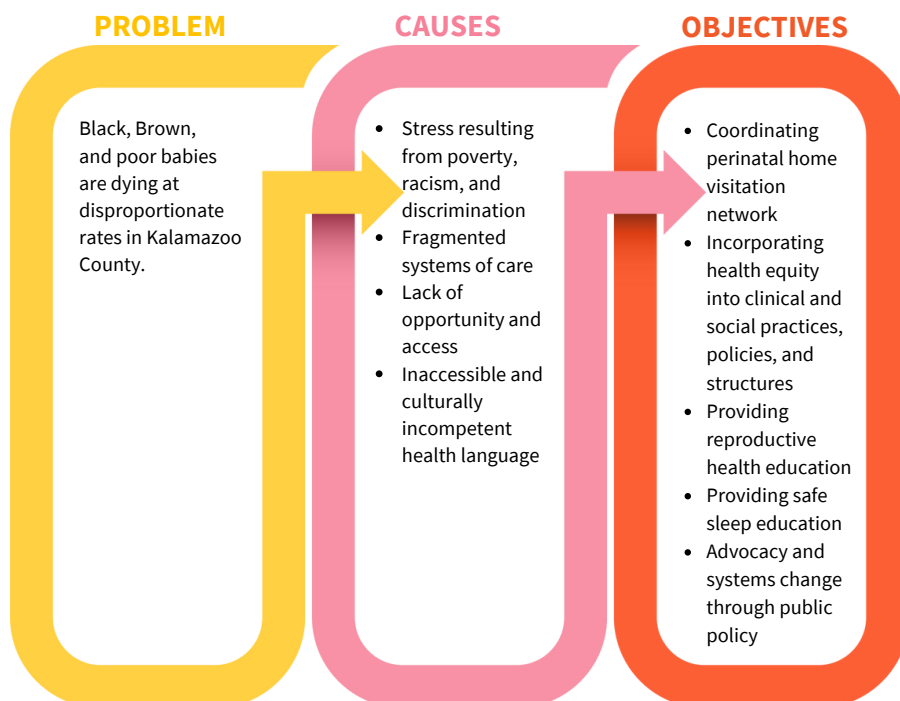 PROBLEM
Black, Brown,
and poor babies
are dying at
disproportionate
rates in Kalamazoo
County.
CAUSES
• Stress resulting
from poverty,
racism, and
discrimination
• Fragmented
systems of care
• Lack of
opportunity and
access
• Inaccessible and
culturally
incompetent
health language
OBJECTIVES
• Coordinating
perinatal home
visitation
network
• Incorporating
health equity
into clinical and
social practices,
policies, and
structures
• Providing
reproductive
health education
• Providing safe
sleep education
• Advocacy and
systems change
through public
policy